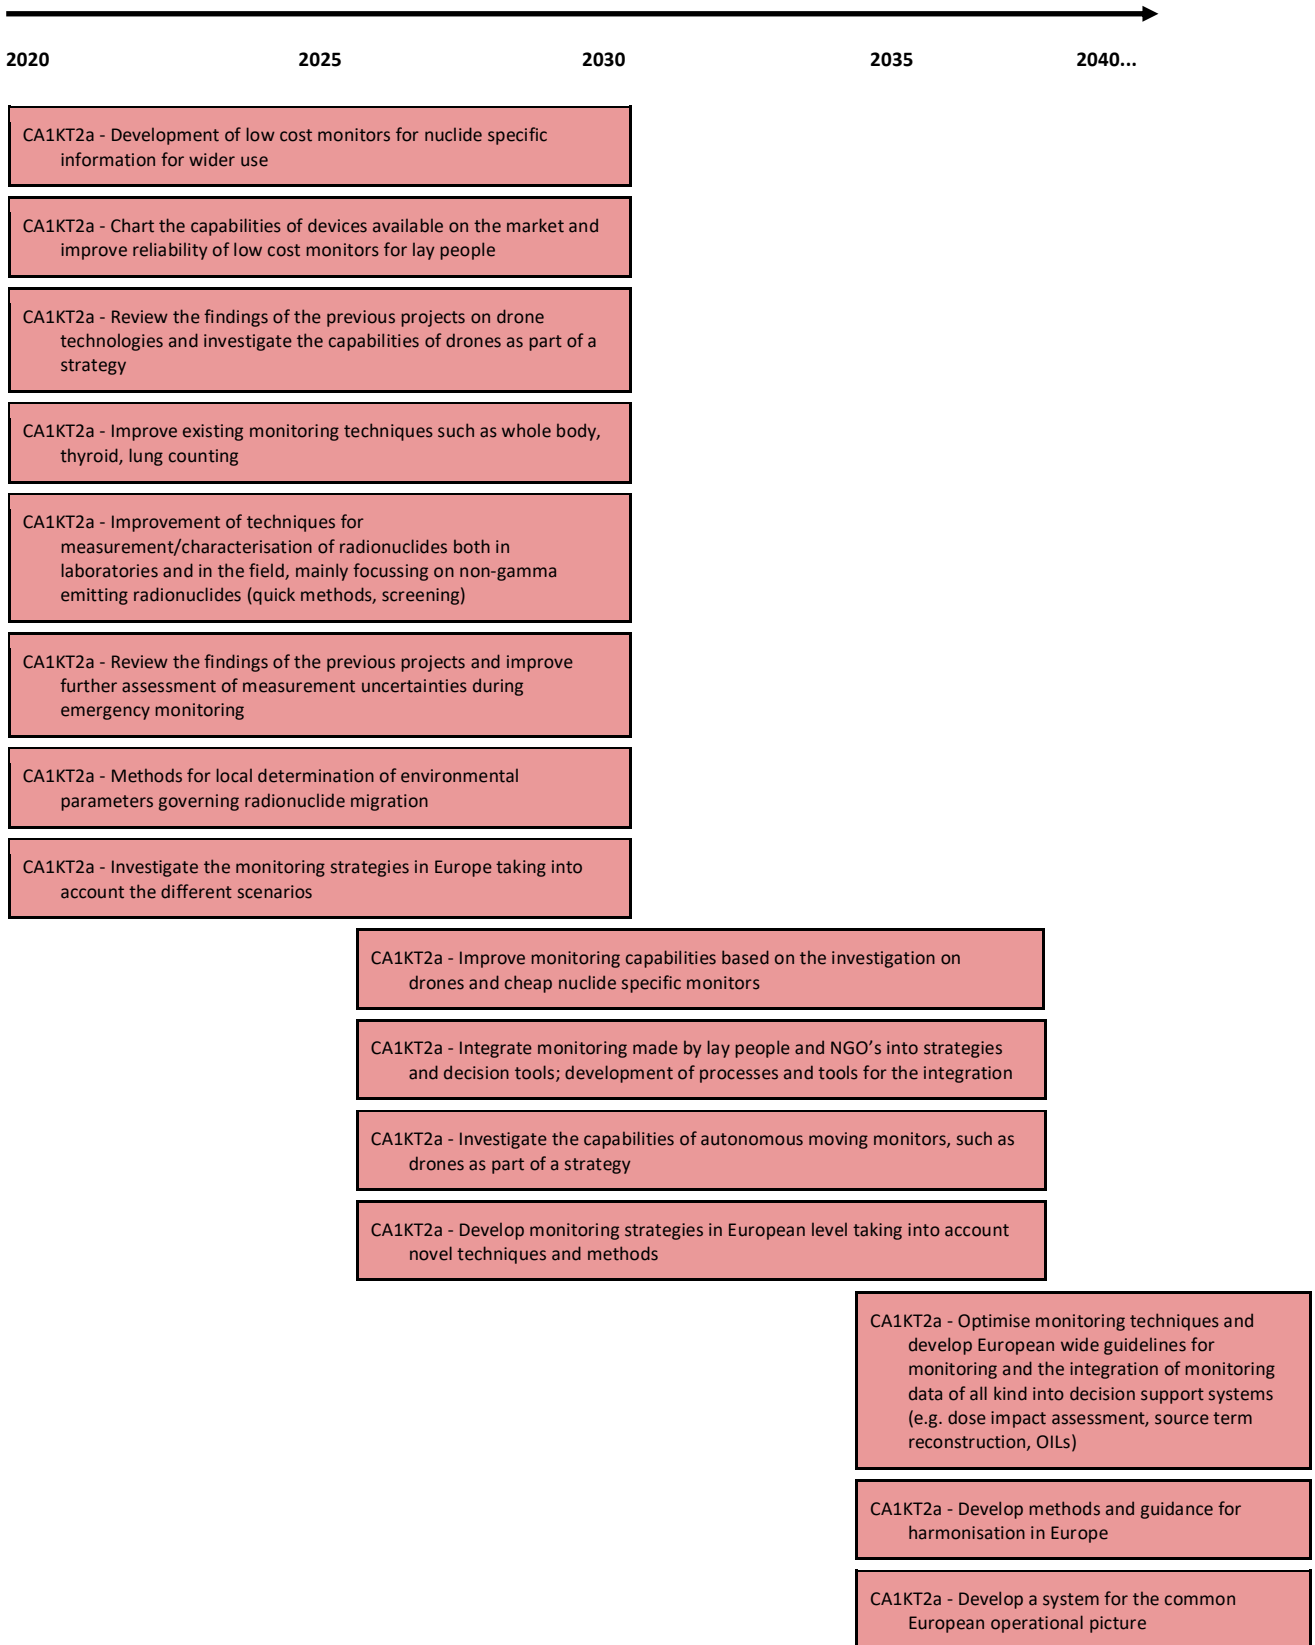 2020 2025 2030 2035 2040...
CA1KT2a - Development of low cost monitors for nuclide specific
information for wider use
CA1KT2a - Chart the capabilities of devices available on the market and
improve reliability of low cost monitors for lay people
CA1KT2a - Review the findings of the previous projects on drone
technologies and investigate the capabilities of drones as part of a
strategy
CA1KT2a - Improve existing monitoring techniques such as whole body,
thyroid, lung counting
CA1KT2a - Improvement of techniques for
measurement/characterisation of radionuclides both in
laboratories and in the field, mainly focussing on non-gamma
emitting radionuclides (quick methods, screening)
CA1KT2a - Review the findings of the previous projects and improve
further assessment of measurement uncertainties during
emergency monitoring
CA1KT2a - Methods for local determination of environmental
parameters governing radionuclide migration
CA1KT2a - Investigate the monitoring strategies in Europe taking into
account the different scenarios
CA1KT2a - Improve monitoring capabilities based on the investigation on
drones and cheap nuclide specific monitors
CA1KT2a - Integrate monitoring made by lay people and NGO’s into strategies
and decision tools; development of processes and tools for the integration
CA1KT2a - Investigate the capabilities of autonomous moving monitors, such as
drones as part of a strategy
CA1KT2a - Develop monitoring strategies in European level taking into account
novel techniques and methods
CA1KT2a - Optimise monitoring techniques and
develop European wide guidelines for
monitoring and the integration of monitoring
data of all kind into decision support systems
(e.g. dose impact assessment, source term
reconstruction, OILs)
CA1KT2a - Develop methods and guidance for
harmonisation in Europe
CA1KT2a - Develop a system for the common
European operational picture